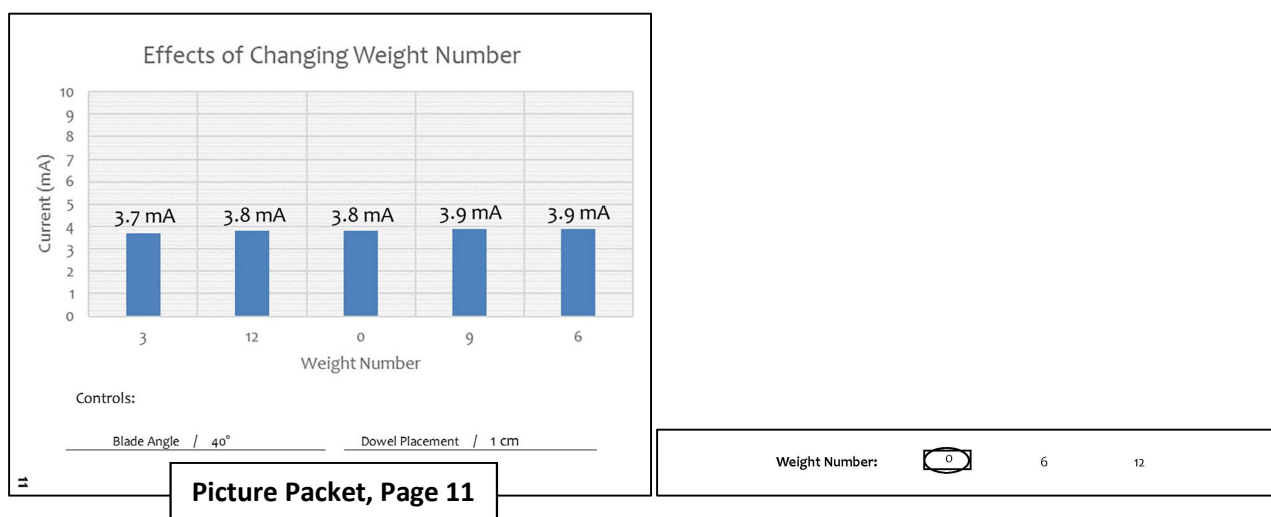 Effects of Changing Weight Number
Current (mA)
10
9
8
7
6
5
4
3
2
1
0
3.7 mA 3.8 mA 3.8 mA 3.9 mA 3.9 mA
3 12 0 9 6
Weight Number
Controls:
Blade Angle / 40° Dowel Placement / 1 cm
11
Picture Packet, Page 11
Weight Number: 0 6 12